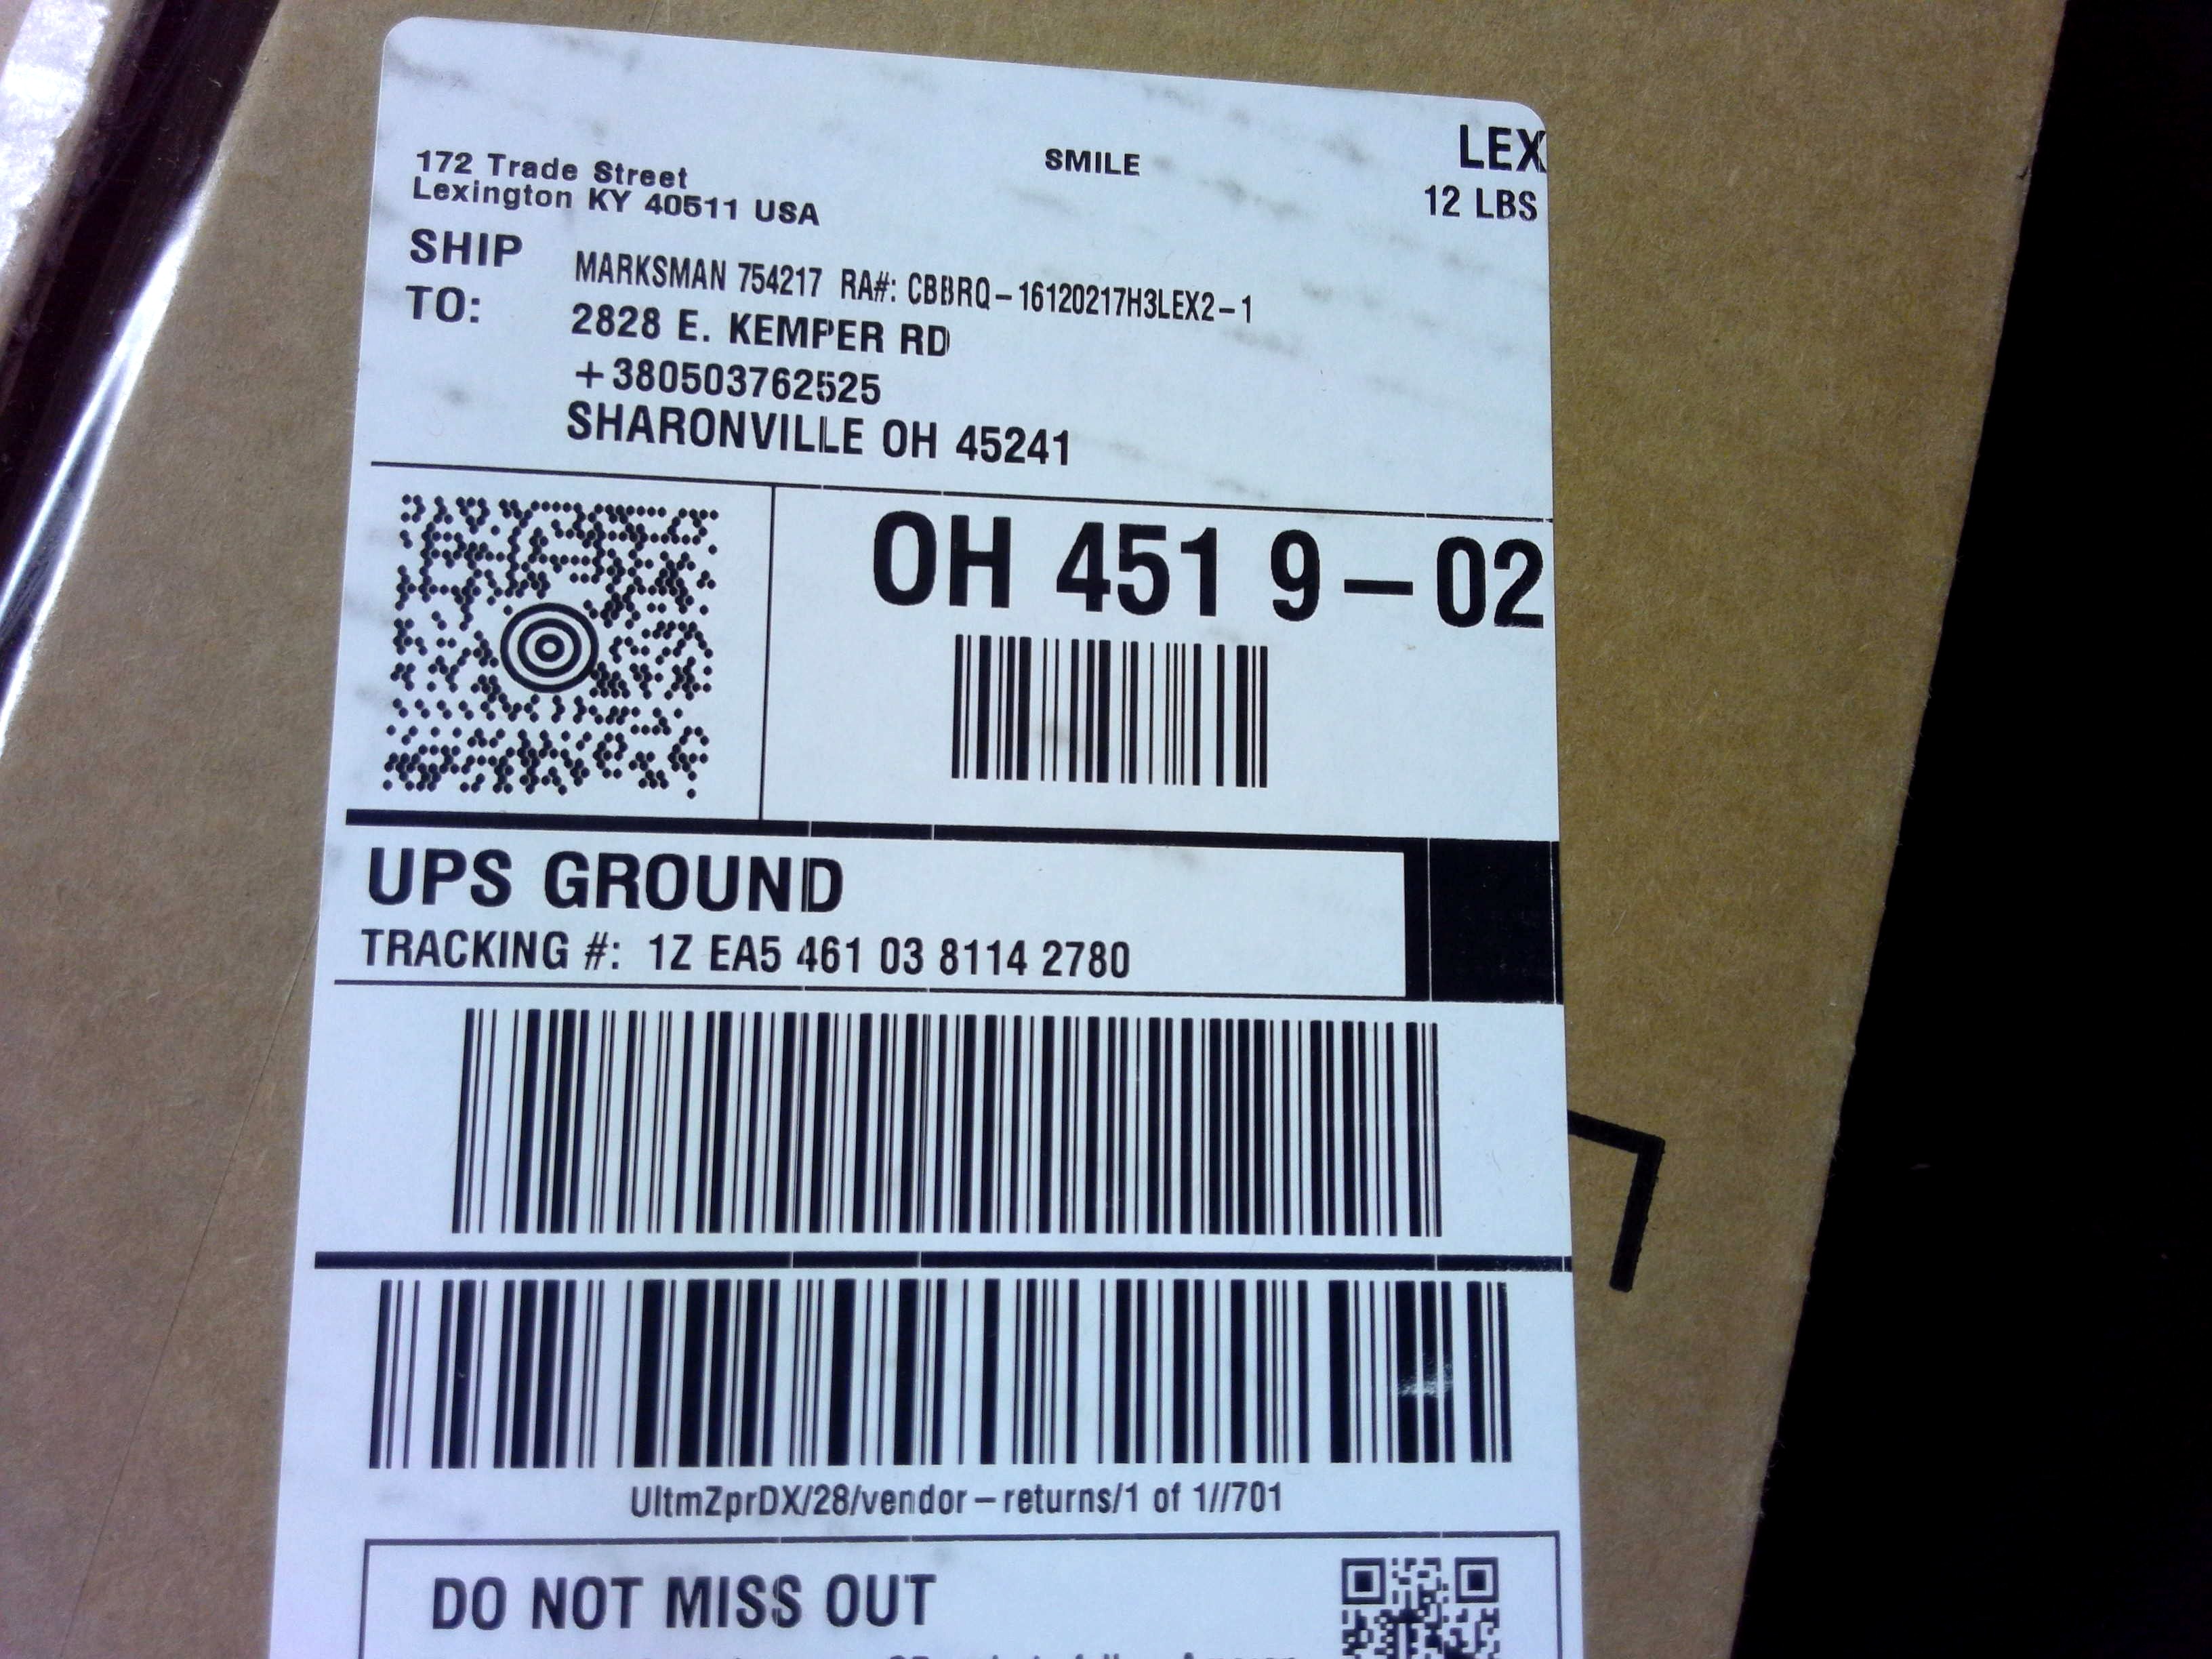 172 Trade Street
Lexington KY 40511 USA
SMILE
LEX
12 LBS
SHIP
TO:
MARKSMAN 754217 RA#: CBBRQ-16120217H3LEX2-1
2828 E. KEMPER RD
+380503762525
SHARONVILLE OH 45241
OH 451 9-02
UPS GROUND
TRACKING #: 1Z EA5 461 03 8114 2780
UltmZprDX/28/vendor-returns/1 of 1//701
DO NOT MISS OUT